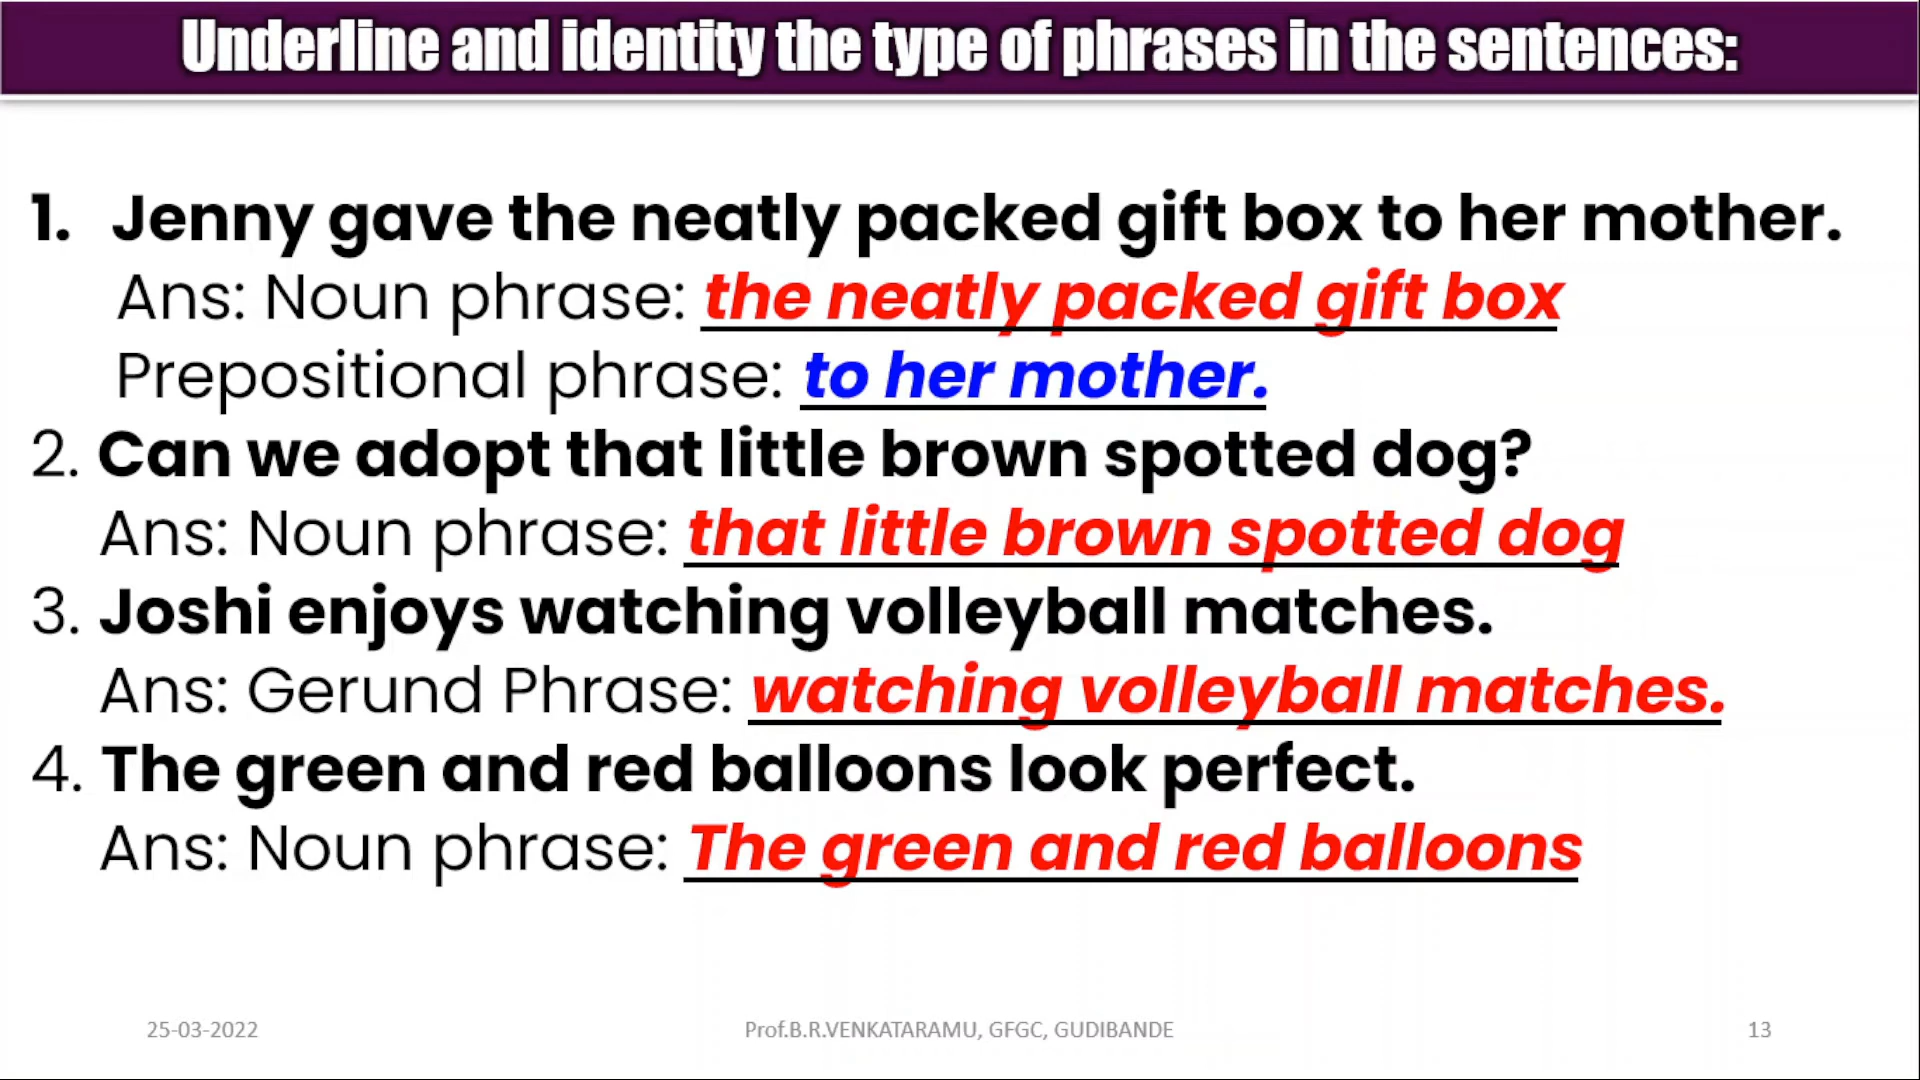 Underline and identity the type of phrases in the sentences:
1. Jenny gave the neatly packed gift box to her mother.
Ans: Noun phrase: the neatly packed gift box
Prepositional phrase: to her mother.
2. Can we adopt that little brown spotted dog?
Ans: Noun phrase: that little brown spotted dog
3. Joshi enjoys watching volleyball matches.
Ans: Gerund Phrase: watching volleyball matches.
4. The green and red balloons look perfect.
Ans: Noun phrase: The green and red balloons
25-03-2022 Prof.B.R.VENKATARAMU, GFGC, GUDIBANDE 13